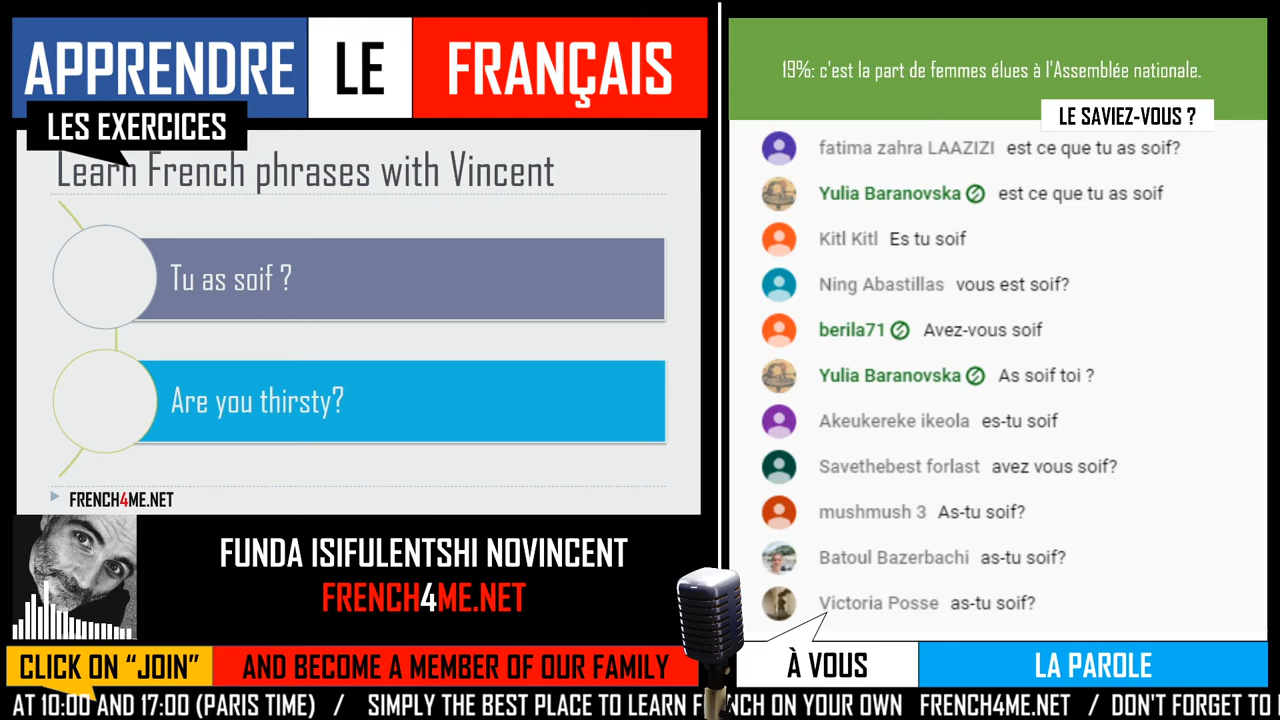 APPRENDRE LE FRANÇAIS
LES EXERCICES
Learn French phrases with Vincent
Tu as soif ?
Are you thirsty?
FRENCH4ME.NET
FUNDA ISIFULENTSHI NOVINCENT
FRENCH4ME.NET
CLICK ON “JOIN” AND BECOME A MEMBER OF OUR FAMILY
19%: c'est la part de femmes élues à l'Assemblée nationale.
LE SAVIEZ-VOUS ?
fatima zahra LAAZIZI est ce que tu as soif?
Yulia Baranovska est ce que tu as soif
Kitl Kitl Es tu soif
Ning Abastillas vous est soif?
berila71 Avez-vous soif
Yulia Baranovska As soif toi ?
Akeukereke ikeola es-tu soif
Savethebest forlast avez vous soif?
mushmush 3 As-tu soif?
Batoul Bazerbachi as-tu soif?
Victoria Posse as-tu soif?
À VOUS LA PAROLE
AT 10:00 AND 17:00 (PARIS TIME) / SIMPLY THE BEST PLACE TO LEARN FRENCH ON YOUR OWN FRENCH4ME.NET / DON'T FORGET TO